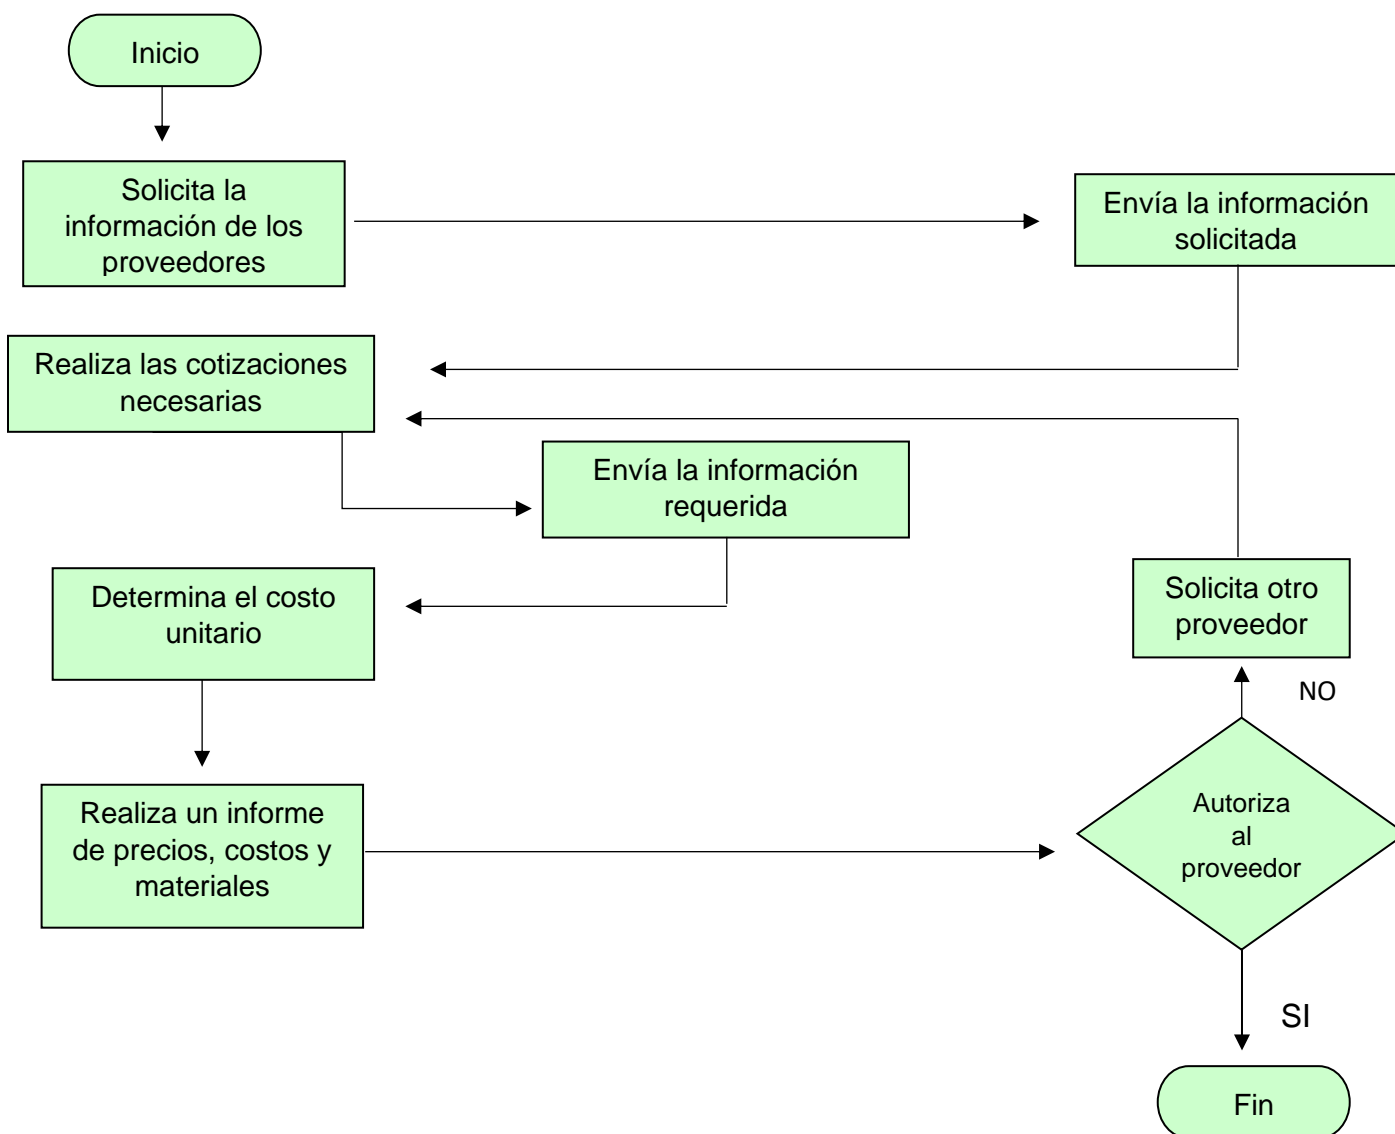 Inicio
Solicita la
información de los
proveedores
Envía la información
solicitada
Realiza las cotizaciones
necesarias
Envía la información
requerida
Determina el costo
unitario
Solicita otro
proveedor
NO
Realiza un informe
de precios, costos y
materiales
Autoriza
al
proveedor
SI
Fin